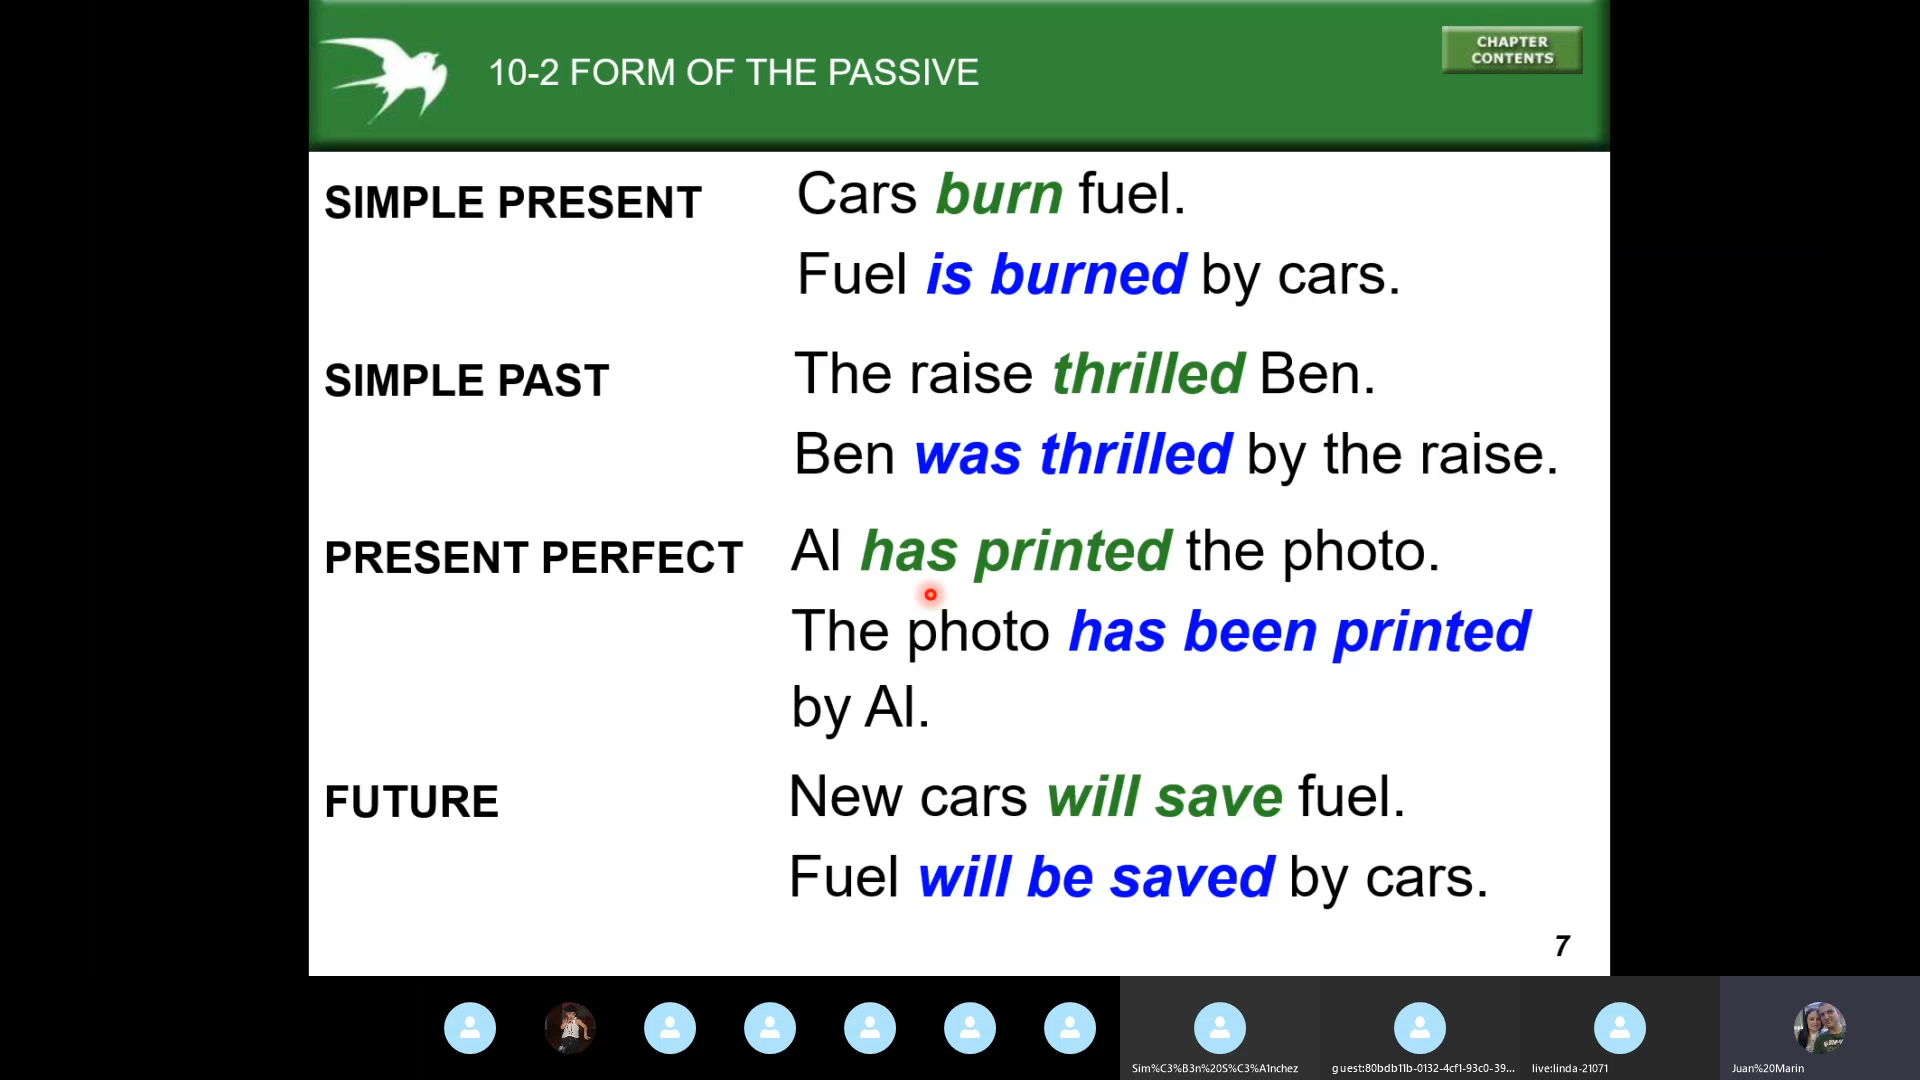 10-2 FORM OF THE PASSIVE
CHAPTER
CONTENTS
SIMPLE PRESENT
Cars burn fuel.
Fuel is burned by cars.
SIMPLE PAST
The raise thrilled Ben.
Ben was thrilled by the raise.
PRESENT PERFECT
Al has printed the photo.
The photo has been printed
by Al.
FUTURE
New cars will save fuel.
Fuel will be saved by cars.
7
Sim%C3%B3n%20S%C3%A1nchez
guest:80bdb11b-0132-4cf1-93c0-39...
live:linda-21071
Juan%20Marin